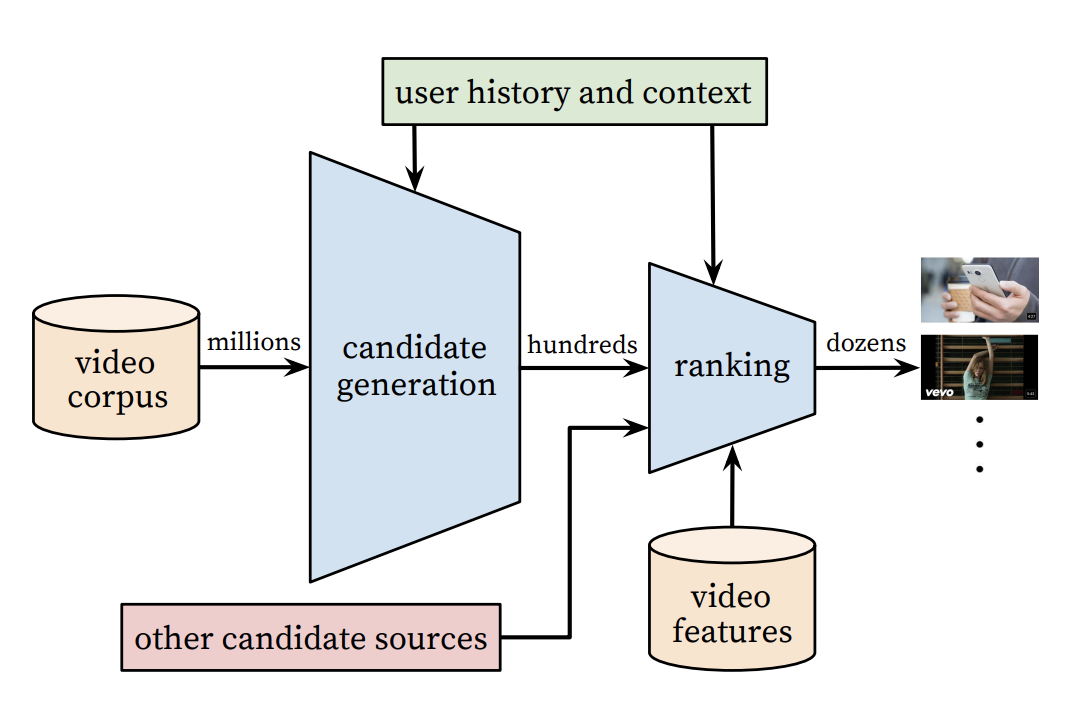 user history and context
video
corpus
millions
candidate
generation
hundreds
ranking
dozens
vevo
other candidate sources
video
features